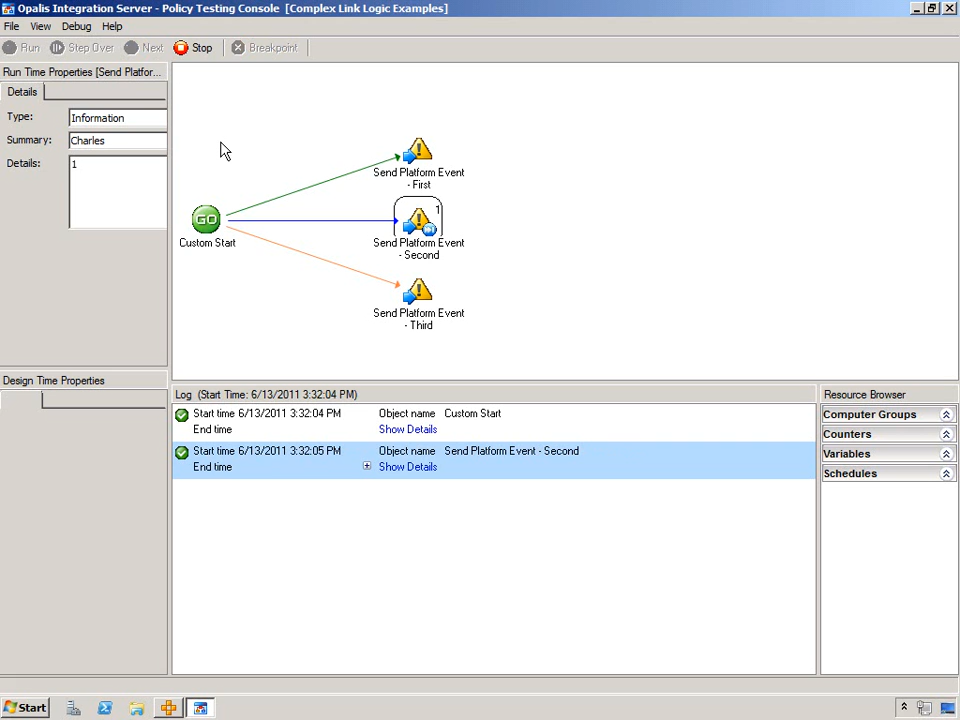 Opalis Integration Server - Policy Testing Console  [Complex Link Logic Examples]
File View Debug Help
Run Step Over Next Stop Breakpoint
Run Time Properties [Send Platfor...
Details
Type: Information
Summary: Charles
Details: 1
GO
Custom Start
Send Platform Event
- First
1
Send Platform Event
- Second
Send Platform Event
- Third
Design Time Properties
Log (Start Time: 6/13/2011 3:32:04 PM)
Start time 6/13/2011 3:32:04 PM Object name Custom Start
End time Show Details
Start time 6/13/2011 3:32:05 PM Object name Send Platform Event - Second
End time Show Details
Resource Browser
Computer Groups
Counters
Variables
Schedules
Start